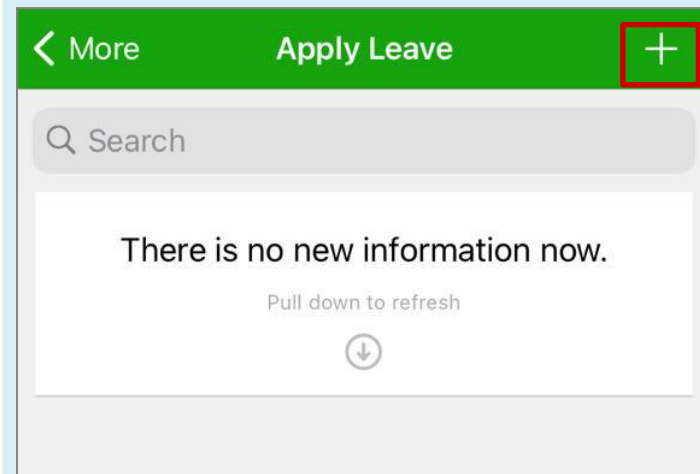 More
Apply Leave
Search
There is no new information now.
Pull down to refresh